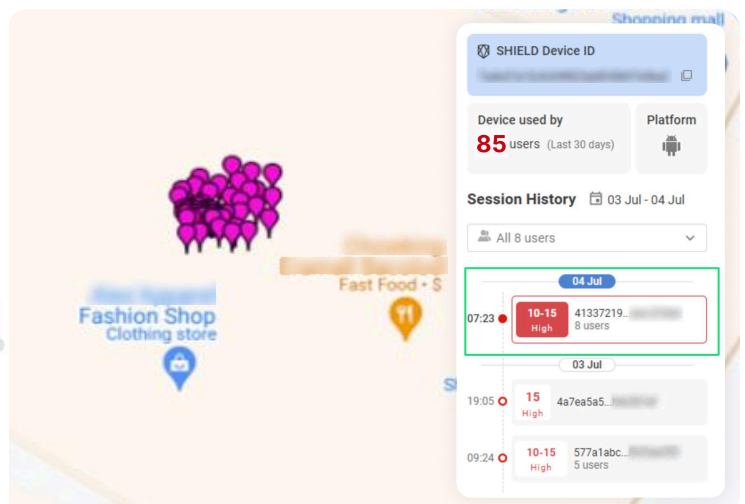 Shopping mall
Fashion Shop
Clothing store
Fast Food • $
SHIELD Device ID
Device used by
85 users (Last 30 days)
Platform
Session History 03 Jul - 04 Jul
All 8 users
04 Jul
07:23
10-15
High
41337219..
8 users
03 Jul
19:05
15
High
4a7ea5a5..
09:24
10-15
High
577a1abc..
5 users